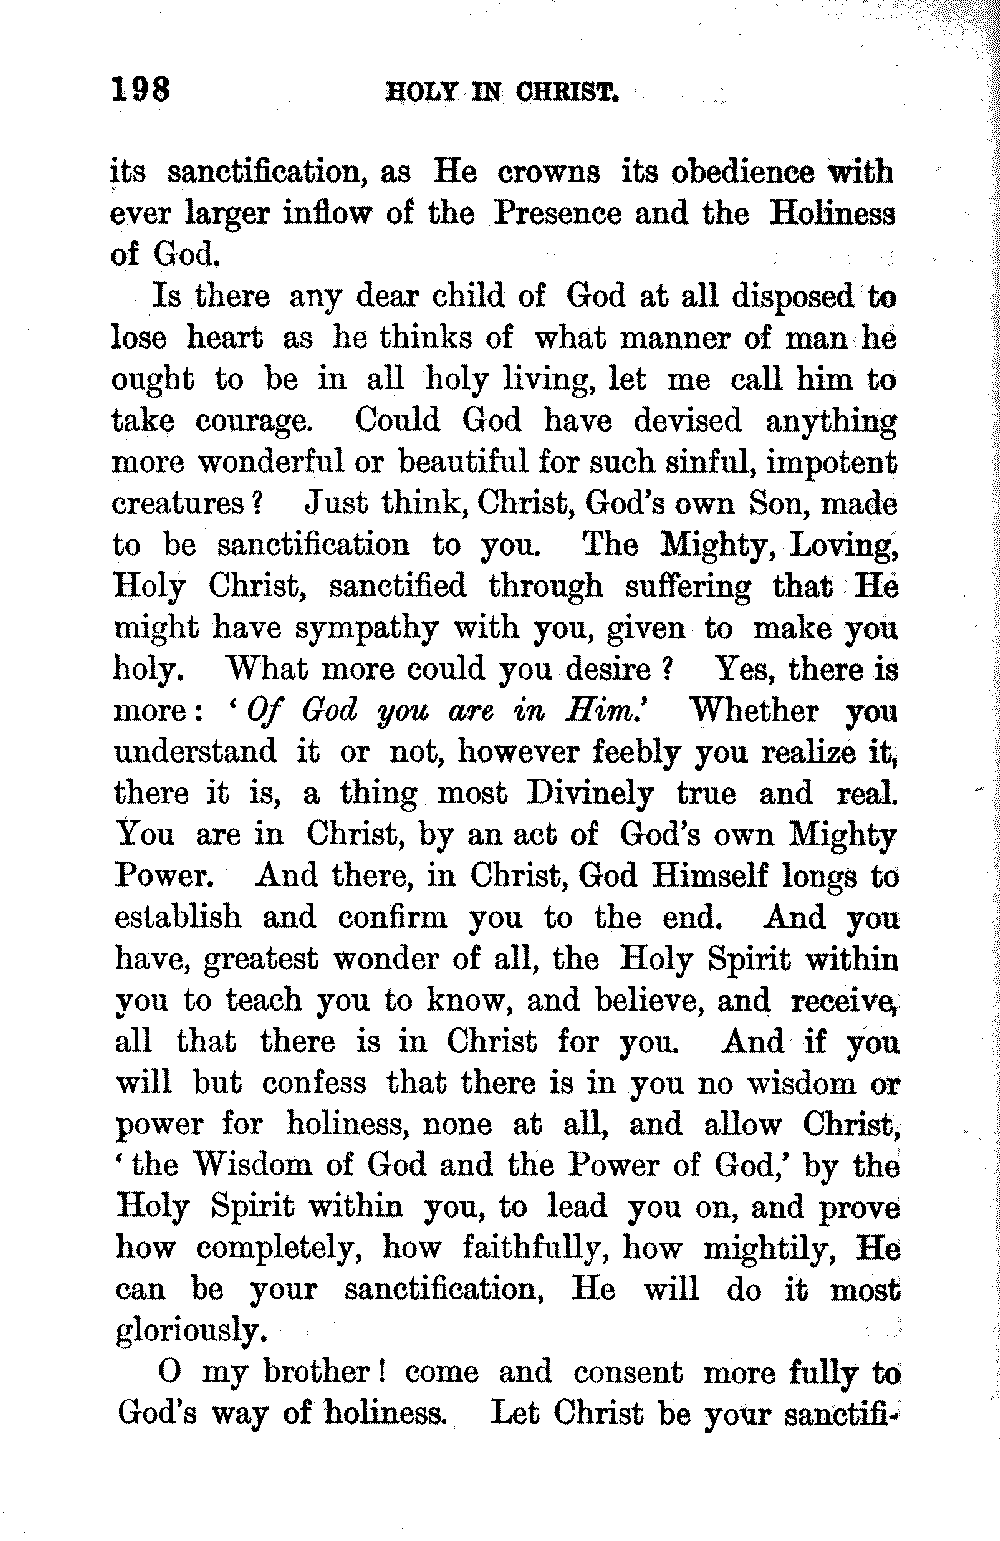 198 HOLY IN CHRIST.
its sanctification, as He crowns its obedience with
ever larger inflow of the Presence and the Holiness
of God.
Is there any dear child of God at all disposed to
lose heart as he thinks of what manner of man he
ought to be in all holy living, let me call him to
take courage. Could God have devised anything
more wonderful or beautiful for such sinful, impotent
creatures? Just think, Christ, God's own Son, made
to be sanctification to you. The Mighty, Loving,
Holy Christ, sanctified through suffering that He
might have sympathy with you, given to make you
holy. What more could you desire? Yes, there is
more: 'Of God you are in Him.' Whether you
understand it or not, however feebly you realize it,
there it is, a thing most Divinely true and real.
You are in Christ, by an act of God's own Mighty
Power. And there, in Christ, God Himself longs to
establish and confirm you to the end. And you
have, greatest wonder of all, the Holy Spirit within
you to teach you to know, and believe, and receive,
all that there is in Christ for you. And if you
will but confess that there is in you no wisdom or
power for holiness, none at all, and allow Christ,
'the Wisdom of God and the Power of God,' by the
Holy Spirit within you, to lead you on, and prove
how completely, how faithfully, how mightily, He
can be your sanctification, He will do it most
gloriously.
O my brother! come and consent more fully to
God's way of holiness. Let Christ be your sanctifi-